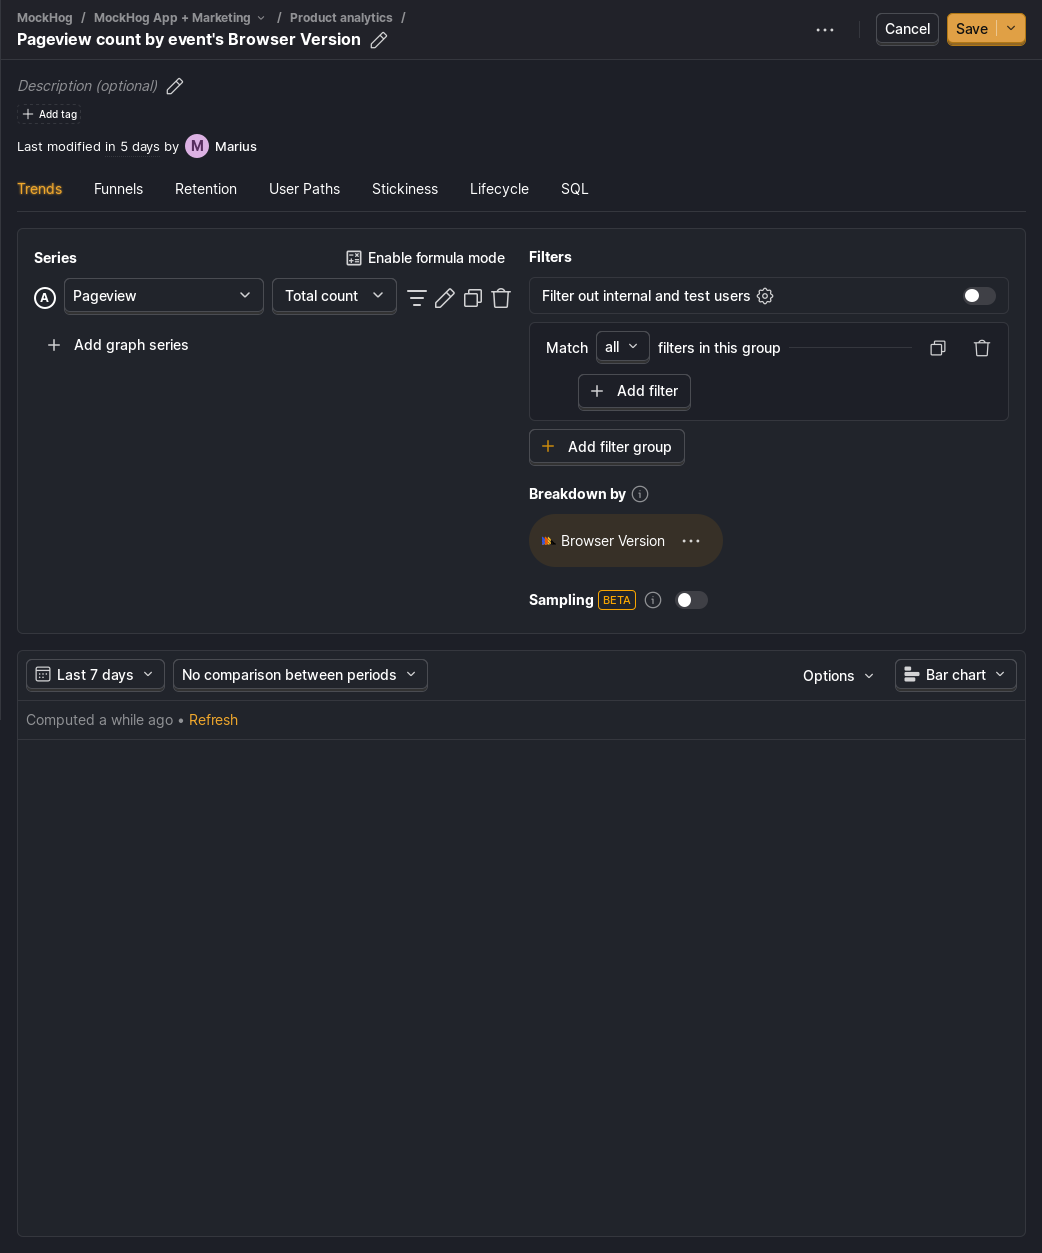 MockHog / MockHog App + Marketing / Product analytics /
Pageview count by event's Browser Version
Cancel
Save
Description (optional)
Add tag
Last modified in 5 days by M Marius
Trends Funnels Retention User Paths Stickiness Lifecycle SQL
Series
Enable formula mode
A Pageview Total count
Add graph series
Filters
Filter out internal and test users
Match all filters in this group
Add filter
Add filter group
Breakdown by
Browser Version
Sampling BETA
Last 7 days No comparison between periods Options Bar chart
Computed a while ago • Refresh